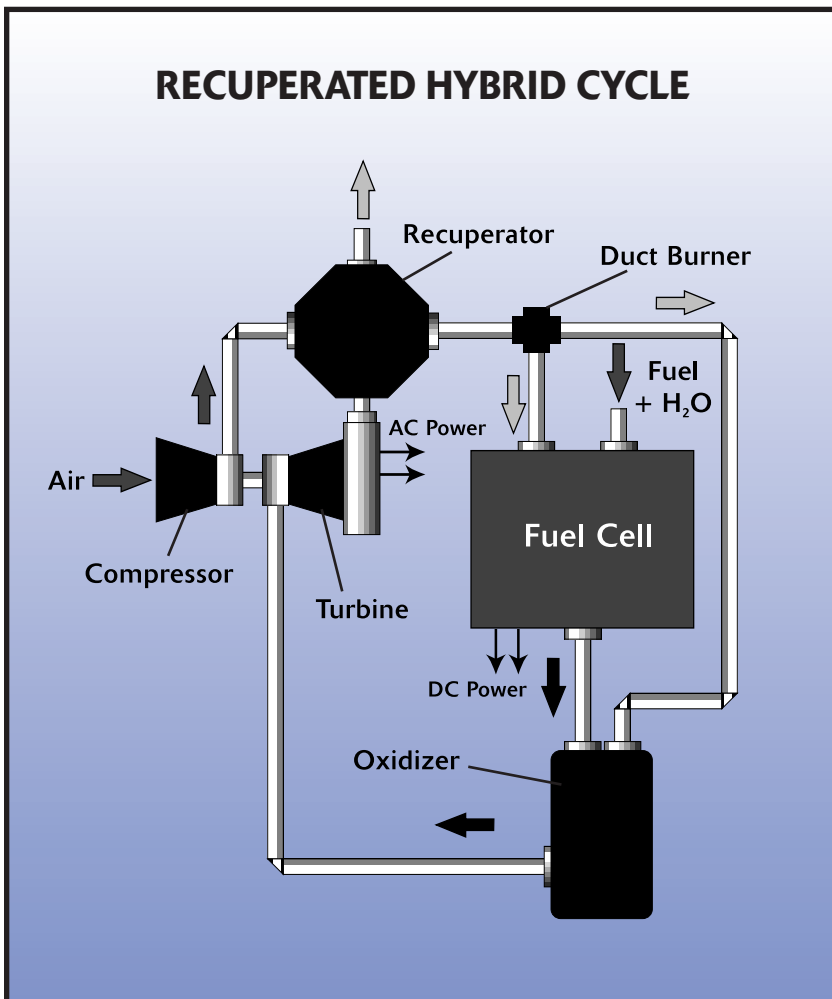 RECUPERATED HYBRID CYCLE
Recuperator
Duct Burner
Fuel
+ H₂O
AC Power
Air
Fuel Cell
Compressor
Turbine
DC Power
Oxidizer